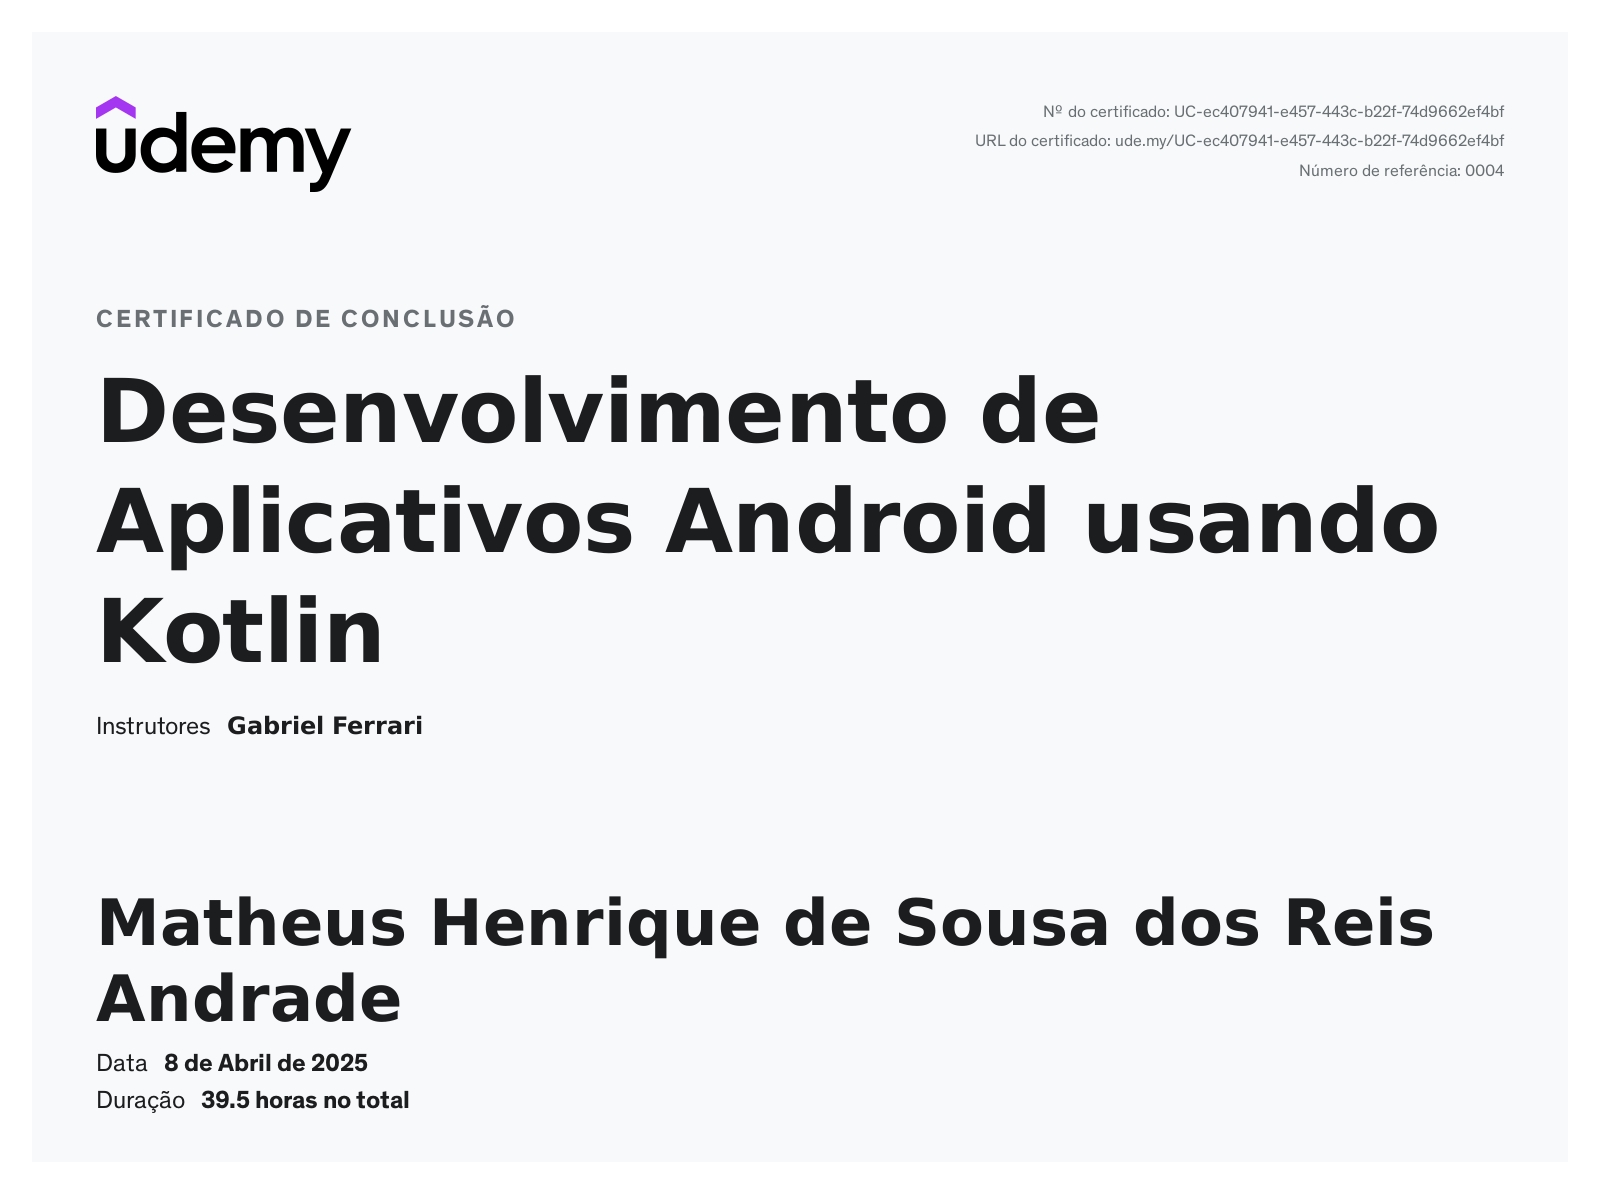 udemy
Nº do certificado: UC-ec407941-e457-443c-b22f-74d9662ef4bf
URL do certificado: ude.my/UC-ec407941-e457-443c-b22f-74d9662ef4bf
Número de referência: 0004
CERTIFICADO DE CONCLUSÃO
Desenvolvimento de
Aplicativos Android usando
Kotlin
Instrutores Gabriel Ferrari
Matheus Henrique de Sousa dos Reis
Andrade
Data 8 de Abril de 2025
Duração 39.5 horas no total